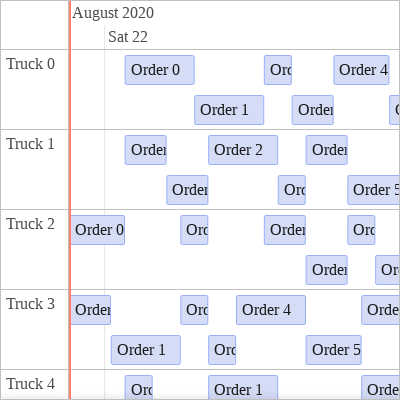 August 2020
Sat 22
Truck 0
Order 0
Orc
Order 4
Order 1
Order
Truck 1
Order
Order 2
Order
Order
Orc
Order 5
Truck 2
Order 0
Orc
Order
Orc
Order
Ord
Truck 3
Order
Orc
Order 4
Orde
Order 1
Orc
Order 5
Truck 4
Orc
Order 1
Orde